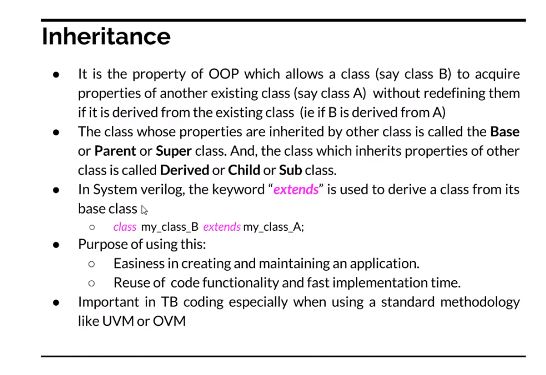 Inheritance
● It is the property of OOP which allows a class (say class B) to acquire
properties of another existing class (say class A) without redefining them
if it is derived from the existing class (ie if B is derived from A)
● The class whose properties are inherited by other class is called the Base
or Parent or Super class. And, the class which inherits properties of other
class is called Derived or Child or Sub class.
● In System verilog, the keyword “extends” is used to derive a class from its
base class
○ class my_class_B extends my_class_A;
● Purpose of using this:
○ Easiness in creating and maintaining an application.
○ Reuse of code functionality and fast implementation time.
● Important in TB coding especially when using a standard methodology
like UVM or OVM